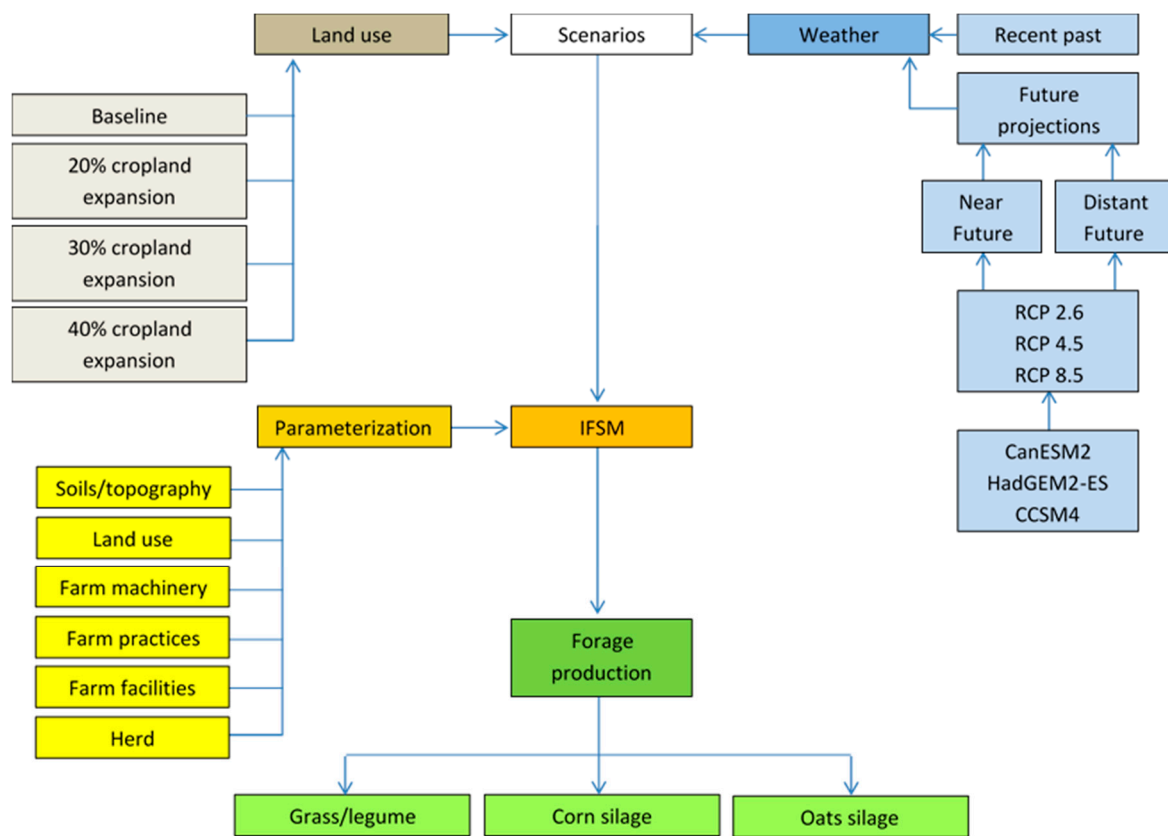 Land use
Scenarios
Weather
Recent past
Baseline
20% cropland
expansion
30% cropland
expansion
40% cropland
expansion
Future
projections
Near
Future
Distant
Future
RCP 2.6
RCP 4.5
RCP 8.5
CanESM2
HadGEM2-ES
CCSM4
Parameterization
IFSM
Soils/topography
Land use
Farm machinery
Farm practices
Farm facilities
Herd
Forage
production
Grass/legume
Corn silage
Oats silage